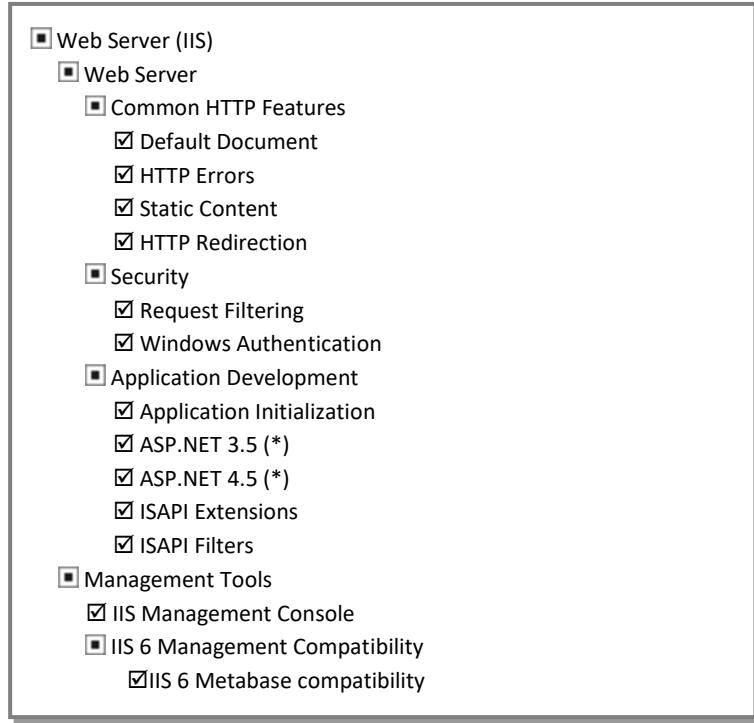 Web Server (IIS)
Web Server
Common HTTP Features
Default Document
HTTP Errors
Static Content
HTTP Redirection
Security
Request Filtering
Windows Authentication
Application Development
Application Initialization
ASP.NET 3.5 (*)
ASP.NET 4.5 (*)
ISAPI Extensions
ISAPI Filters
Management Tools
IIS Management Console
IIS 6 Management Compatibility
IIS 6 Metabase compatibility